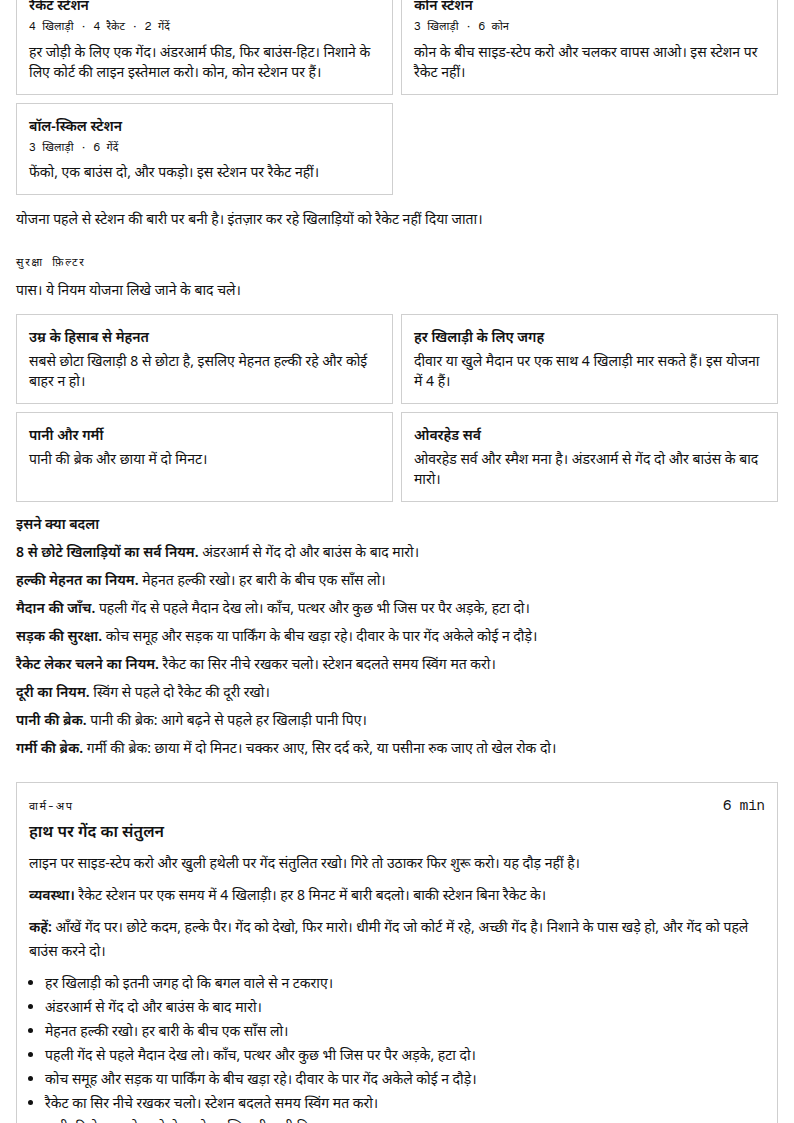 रैकेट स्टेशन
4 खिलाड़ी · 4 रैकेट · 2 गेंदें
हर जोड़ी के लिए एक गेंद। अंडरआर्म फीड, फिर बाउंस-हिट। निशाने के
लिए कोर्ट की लाइन इस्तेमाल करो। कोन, कोन स्टेशन पर हैं।
कोन स्टेशन
3 खिलाड़ी · 6 कोन
कोन के बीच साइड-स्टेप करो और चलकर वापस आओ। इस स्टेशन पर
रैकेट नहीं।
बॉल-स्किल स्टेशन
3 खिलाड़ी · 6 गेंदें
फेंको, एक बाउंस दो, और पकड़ो। इस स्टेशन पर रैकेट नहीं।
योजना पहले से स्टेशन की बारी पर बनी है। इंतज़ार कर रहे खिलाड़ियों को रैकेट नहीं दिया जाता।
सुरक्षा फ़िल्टर
पास। ये नियम योजना लिखे जाने के बाद चले।
उम्र के हिसाब से मेहनत
सबसे छोटा खिलाड़ी 8 से छोटा है, इसलिए मेहनत हल्की रहे और कोई
बाहर न हो।
हर खिलाड़ी के लिए जगह
दीवार या खुले मैदान पर एक साथ 4 खिलाड़ी मार सकते हैं। इस योजना
में 4 हैं।
पानी और गर्मी
पानी की ब्रेक और छाया में दो मिनट।
ओवरहेड सर्व
ओवरहेड सर्व और स्मैश मना है। अंडरआर्म से गेंद दो और बाउंस के बाद
मारो।
इसने क्या बदला
8 से छोटे खिलाड़ियों का सर्व नियम. अंडरआर्म से गेंद दो और बाउंस के बाद मारो।
हल्की मेहनत का नियम. मेहनत हल्की रखो। हर बारी के बीच एक साँस लो।
मैदान की जाँच. पहली गेंद से पहले मैदान देख लो। काँच, पत्थर और कुछ भी जिस पर पैर अड़के, हटा दो।
सड़क की सुरक्षा. कोच समूह और सड़क या पार्किंग के बीच खड़ा रहे। दीवार के पार गेंद अकेले कोई न दौड़े।
रैकेट लेकर चलने का नियम. रैकेट का सिर नीचे रखकर चलो। स्टेशन बदलते समय स्विंग मत करो।
दूरी का नियम. स्विंग से पहले दो रैकेट की दूरी रखो।
पानी की ब्रेक. पानी की ब्रेक: आगे बढ़ने से पहले हर खिलाड़ी पानी पिए।
गर्मी की ब्रेक. गर्मी की ब्रेक: छाया में दो मिनट। चक्कर आए, सिर दर्द करे, या पसीना रुक जाए तो खेल रोक दो।
वार्म-अप
6 min
हाथ पर गेंद का संतुलन
लाइन पर साइड-स्टेप करो और खुली हथेली पर गेंद संतुलित रखो। गिरे तो उठाकर फिर शुरू करो। यह दौड़ नहीं है।
व्यवस्था। रैकेट स्टेशन पर एक समय में 4 खिलाड़ी। हर 8 मिनट में बारी बदलो। बाकी स्टेशन बिना रैकेट के।
कहें: आँखें गेंद पर। छोटे कदम, हल्के पैर। गेंद को देखो, फिर मारो। धीमी गेंद जो कोर्ट में रहे, अच्छी गेंद है। निशाने के पास खड़े हो, और गेंद को पहले
बाउंस करने दो।
• हर खिलाड़ी को इतनी जगह दो कि बगल वाले से न टकराए।
• अंडरआर्म से गेंद दो और बाउंस के बाद मारो।
• मेहनत हल्की रखो। हर बारी के बीच एक साँस लो।
• पहली गेंद से पहले मैदान देख लो। काँच, पत्थर और कुछ भी जिस पर पैर अड़के, हटा दो।
• कोच समूह और सड़क या पार्किंग के बीच खड़ा रहे। दीवार के पार गेंद अकेले कोई न दौड़े।
• रैकेट का सिर नीचे रखकर चलो। स्टेशन बदलते समय स्विंग मत करो।